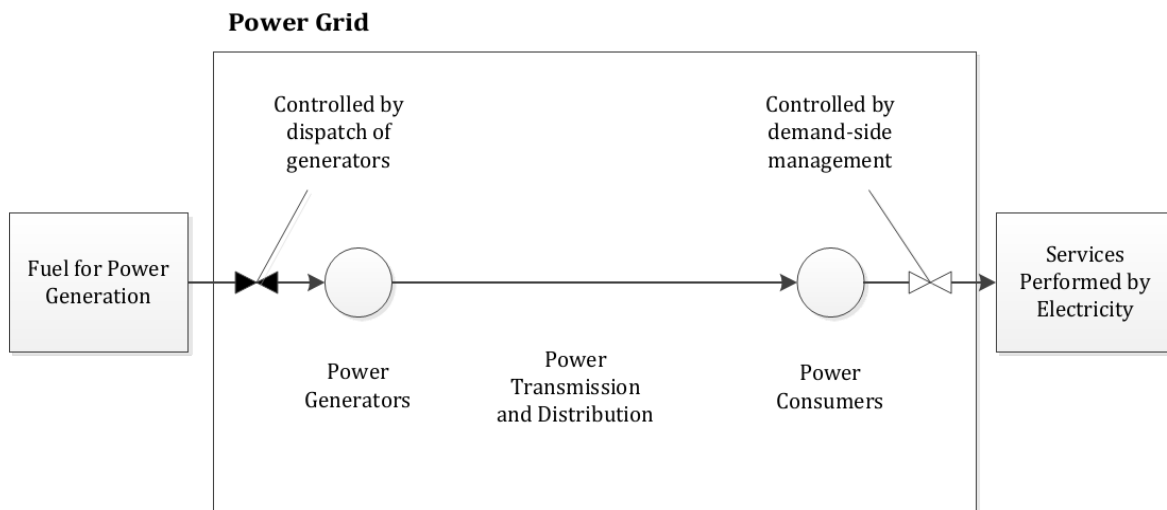 Power Grid
Controlled by
dispatch of
generators
Controlled by
demand-side
management
Fuel for Power
Generation
Services
Performed by
Electricity
Power
Generators
Power
Transmission
and Distribution
Power
Consumers